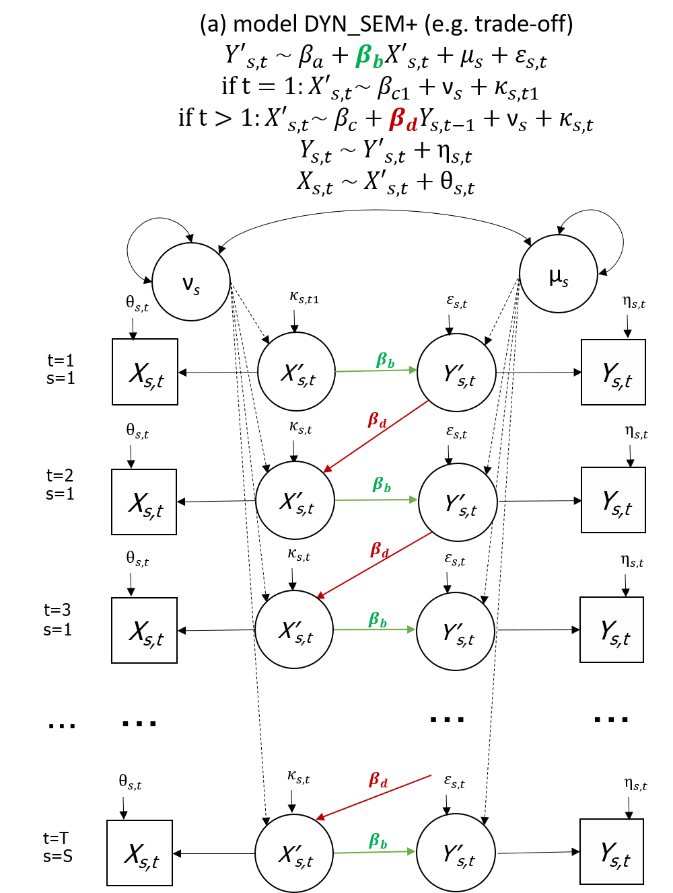 (a) model DYN_SEM+ (e.g. trade-off)
Y′s,t ~ βa + βbX′s,t + μs + εs,t
if t = 1: X′s,t~ βc1 + νs + κs,t1
if t > 1: X′s,t~ βc + βdYs,t−1 + νs + κs,t
Ys,t ~ Y′s,t + ηs,t
Xs,t ~ X′s,t + θs,t
νs μs
θs,t κs,t1 εs,t ηs,t
t=1
s=1
Xs,t X′s,t βb Y′s,t Ys,t
βd
θs,t κs,t εs,t ηs,t
t=2
s=1
Xs,t X′s,t βb Y′s,t Ys,t
βd
θs,t κs,t εs,t ηs,t
t=3
s=1
Xs,t X′s,t βb Y′s,t Ys,t
... ... ... ...
βd
θs,t κs,t εs,t ηs,t
t=T
s=S
Xs,t X′s,t βb Y′s,t Ys,t